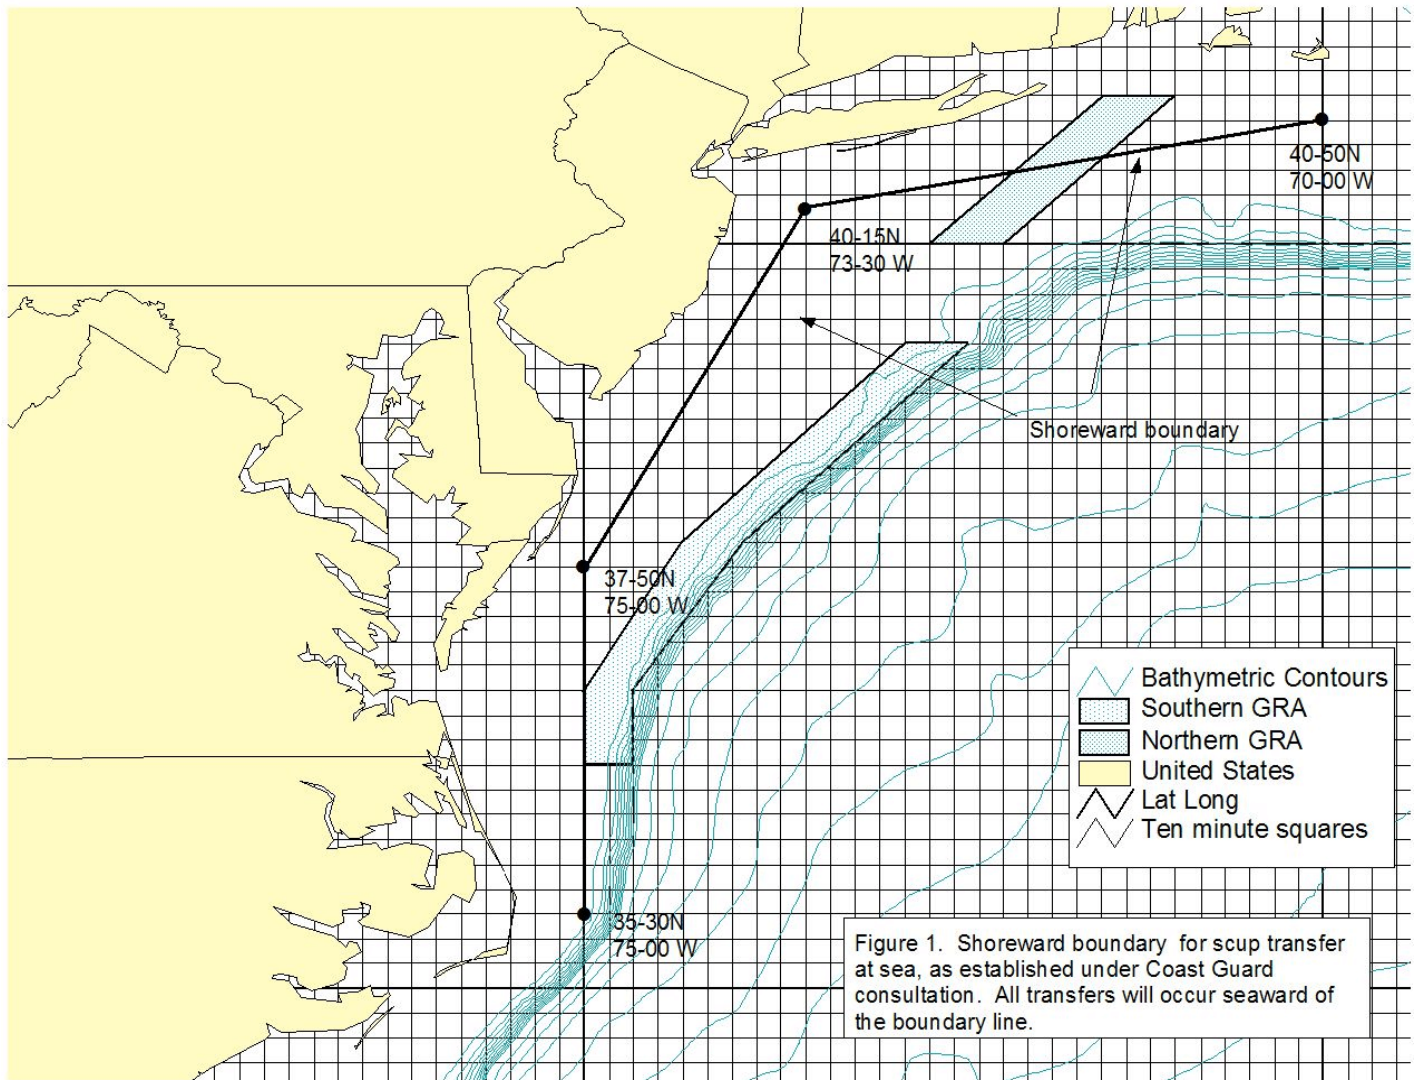 40-50N
70-00 W
40-15N
73-30 W
Shoreward boundary
37-50N
75-00 W
Bathymetric Contours
Southern GRA
Northern GRA
United States
Lat Long
Ten minute squares
35-30N
75-00 W
Figure 1. Shoreward boundary for scup transfer
at sea, as established under Coast Guard
consultation. All transfers will occur seaward of
the boundary line.